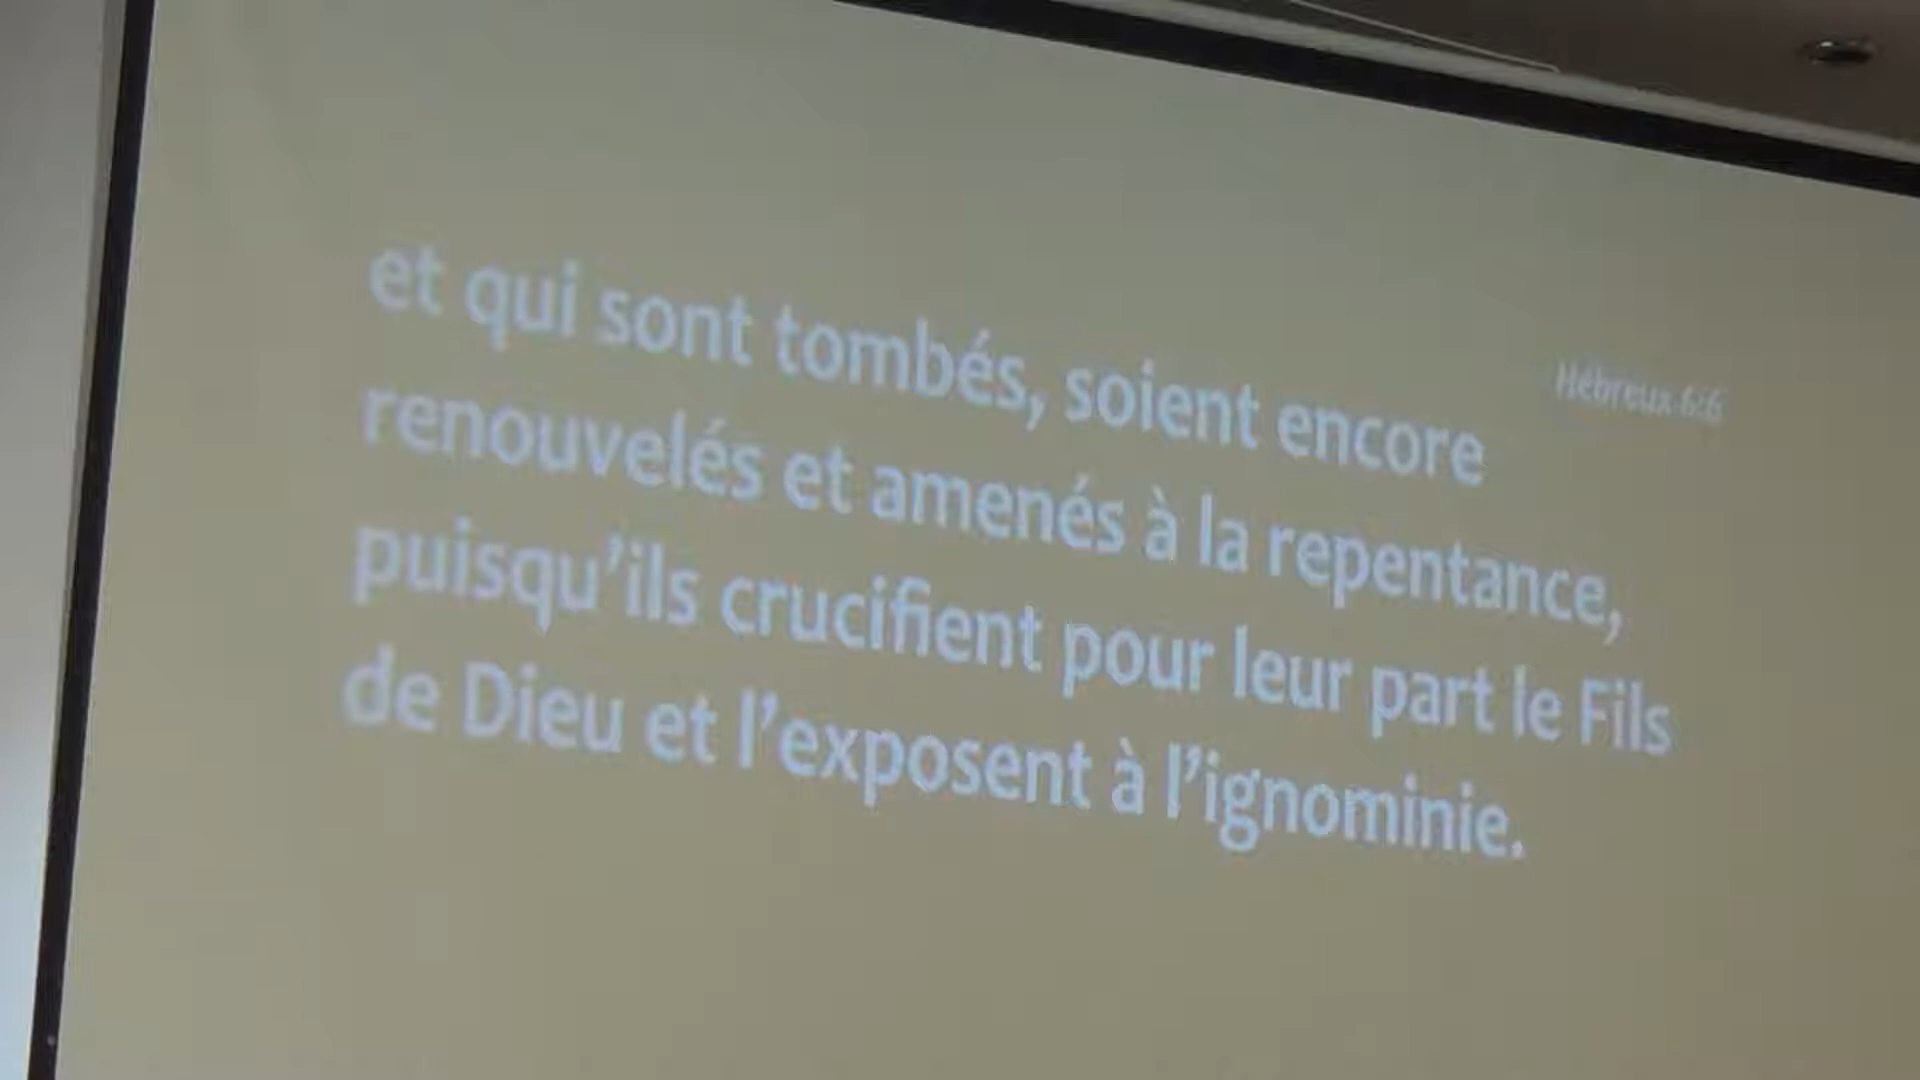 et qui sont tombés, soient encore
renouvelés et amenés à la repentance,
puisqu’ils crucifient pour leur part le Fils
de Dieu et l’exposent à l’ignominie.
Hébreux 6:6